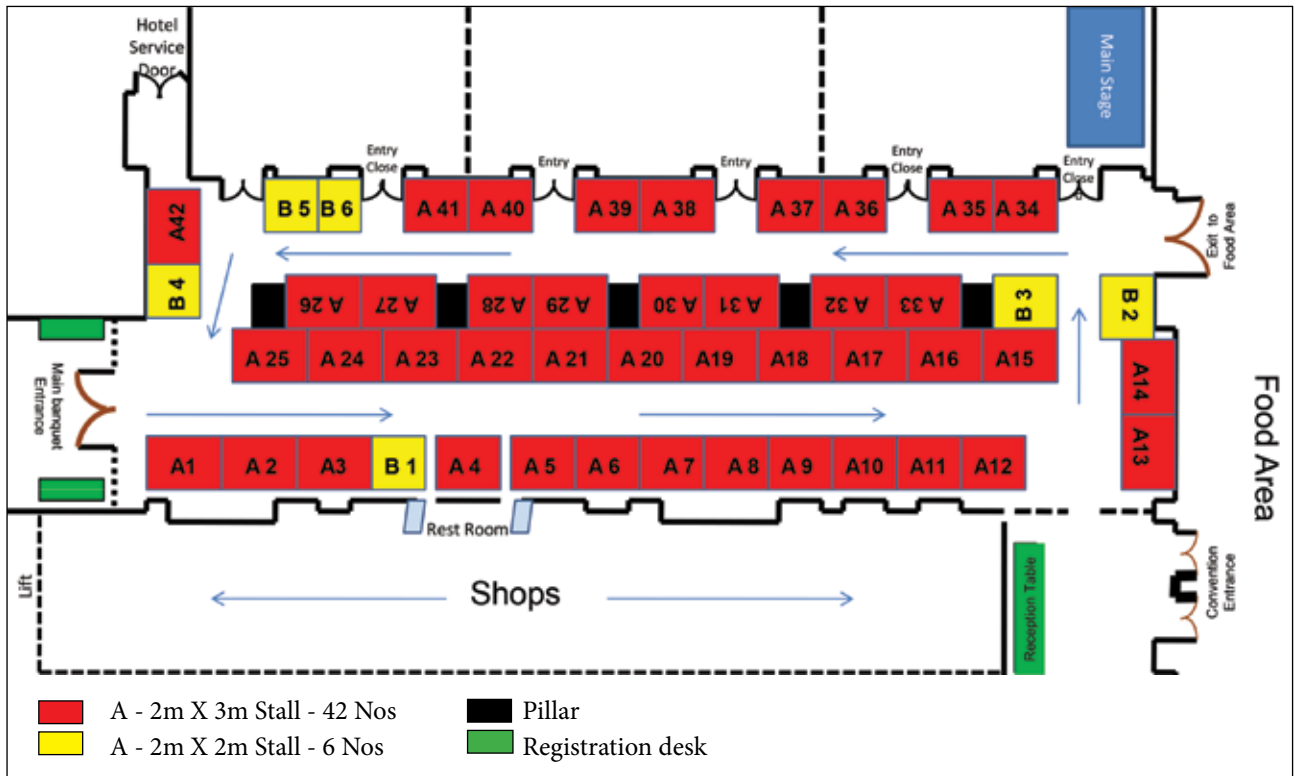 Hotel
Service
Door
Main Stage
Entry
Close
Entry
Entry
Entry
Close
Entry
Close
B 5 B 6 A 41 A 40 A 39 A 38 A 37 A 36 A 35 A 34
A42
B 4
Exit to
Food Area
A 26 A 27 A 28 A 29 A 30 A 31 A 32 A 33 B 3 B 2
A 25 A 24 A 23 A 22 A 21 A 20 A19 A18 A17 A16 A15
A14
A13
Main banquet
Entrance
Food Area
A1 A 2 A3 B 1 A 4 A 5 A 6 A 7 A 8 A 9 A10 A11 A12
Rest Room
Lift
Shops
Reception Table
Convention
Entrance
A - 2m X 3m Stall - 42 Nos
Pillar
A - 2m X 2m Stall - 6 Nos
Registration desk